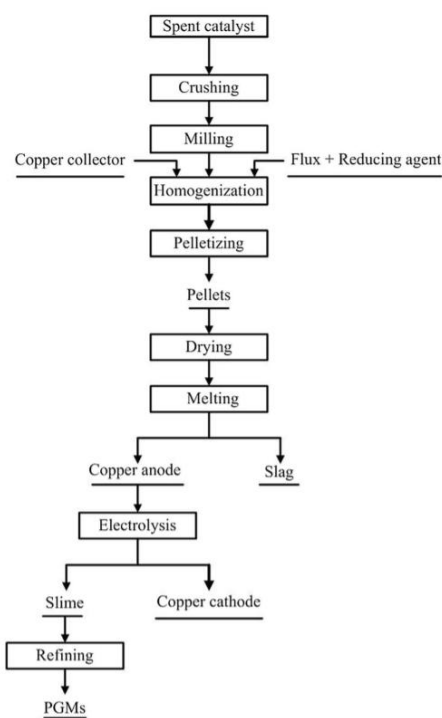 Spent catalyst
Crushing
Milling
Copper collector
Flux + Reducing agent
Homogenization
Pelletizing
Pellets
Drying
Melting
Copper anode
Slag
Electrolysis
Slime
Copper cathode
Refining
PGMs